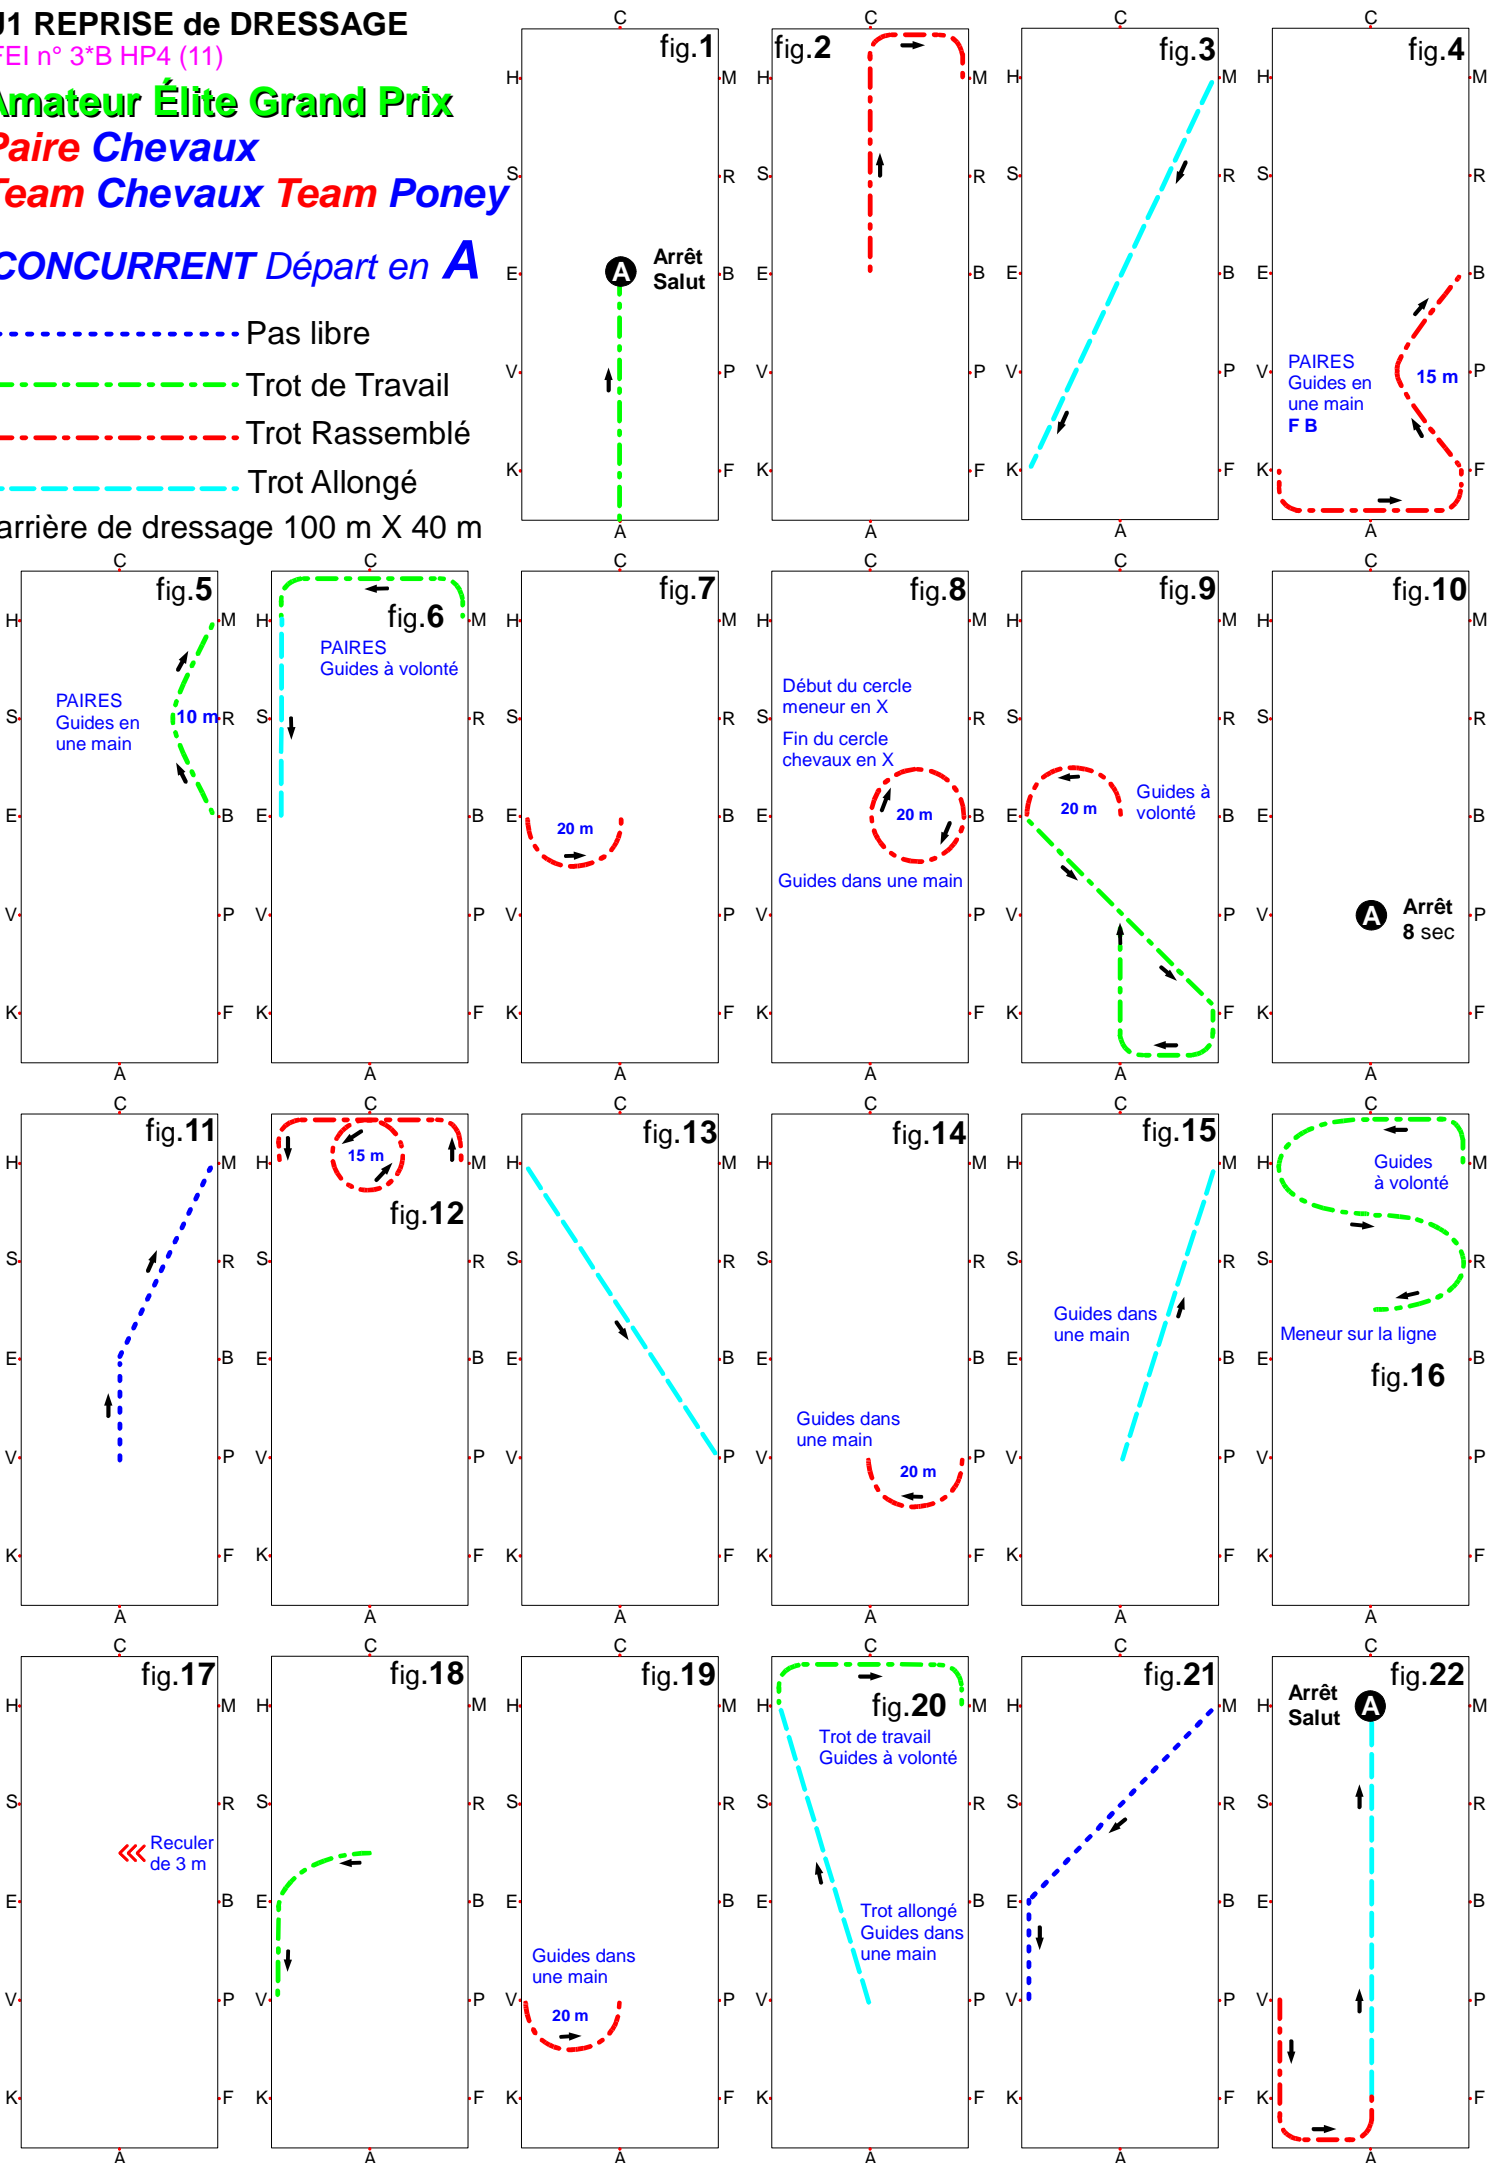 J1 REPRISE de DRESSAGE
FEI n° 3*B HP4 (11)
Amateur Élite Grand Prix
Paire Chevaux
Team Chevaux Team Poney
CONCURRENT Départ en A
Pas libre
Trot de Travail
Trot Rassemblé
Trot Allongé
arrière de dressage 100 m X 40 m
C
fig.1
H M
S R
E A Arrêt B
Salut
V P
K F
A
C
fig.2
H M
S R
E B
V P
K F
A
C
fig.3
H M
S R
E B
V P
K F
A
C
fig.4
H M
S R
E B
PAIRES
Guides en
une main
F B
15 m
V P
K F
A
C
fig.5
H M
PAIRES
Guides en
une main
10 m
S R
E B
V P
K F
A
C
fig.6
H M
PAIRES
Guides à volonté
S R
E B
V P
K F
A
C
fig.7
H M
S R
E B
20 m
V P
K F
A
C
fig.8
H M
Début du cercle
meneur en X
Fin du cercle
chevaux en X
S R
E 20 m B
Guides dans une main
V P
K F
A
C
fig.9
H M
S R
Guides à
volonté
E 20 m B
V P
K F
A
C
fig.10
H M
S R
E B
V A Arrêt P
8 sec
K F
A
C
fig.11
H M
S R
E B
V P
K F
A
C
15 m
H M
fig.12
S R
E B
V P
K F
A
C
fig.13
H M
S R
E B
V P
K F
A
C
fig.14
H M
S R
E B
Guides dans
une main
V P
20 m
K F
A
C
fig.15
H M
S R
Guides dans
une main
E B
V P
K F
A
C
H M
Guides
à volonté
S R
Meneur sur la ligne
E B
fig.16
V P
K F
A
C
fig.17
H M
S R
Reculer
de 3 m
E B
V P
K F
A
C
fig.18
H M
S R
E B
V P
K F
A
C
fig.19
H M
S R
E B
Guides dans
une main
V P
20 m
K F
A
C
H M
fig.20
Trot de travail
Guides à volonté
S R
E B
Trot allongé
Guides dans
une main
V P
K F
A
C
fig.21
H M
S R
E B
V P
K F
A
C
fig.22
Arrêt
Salut
H A M
S R
E B
V P
K F
A